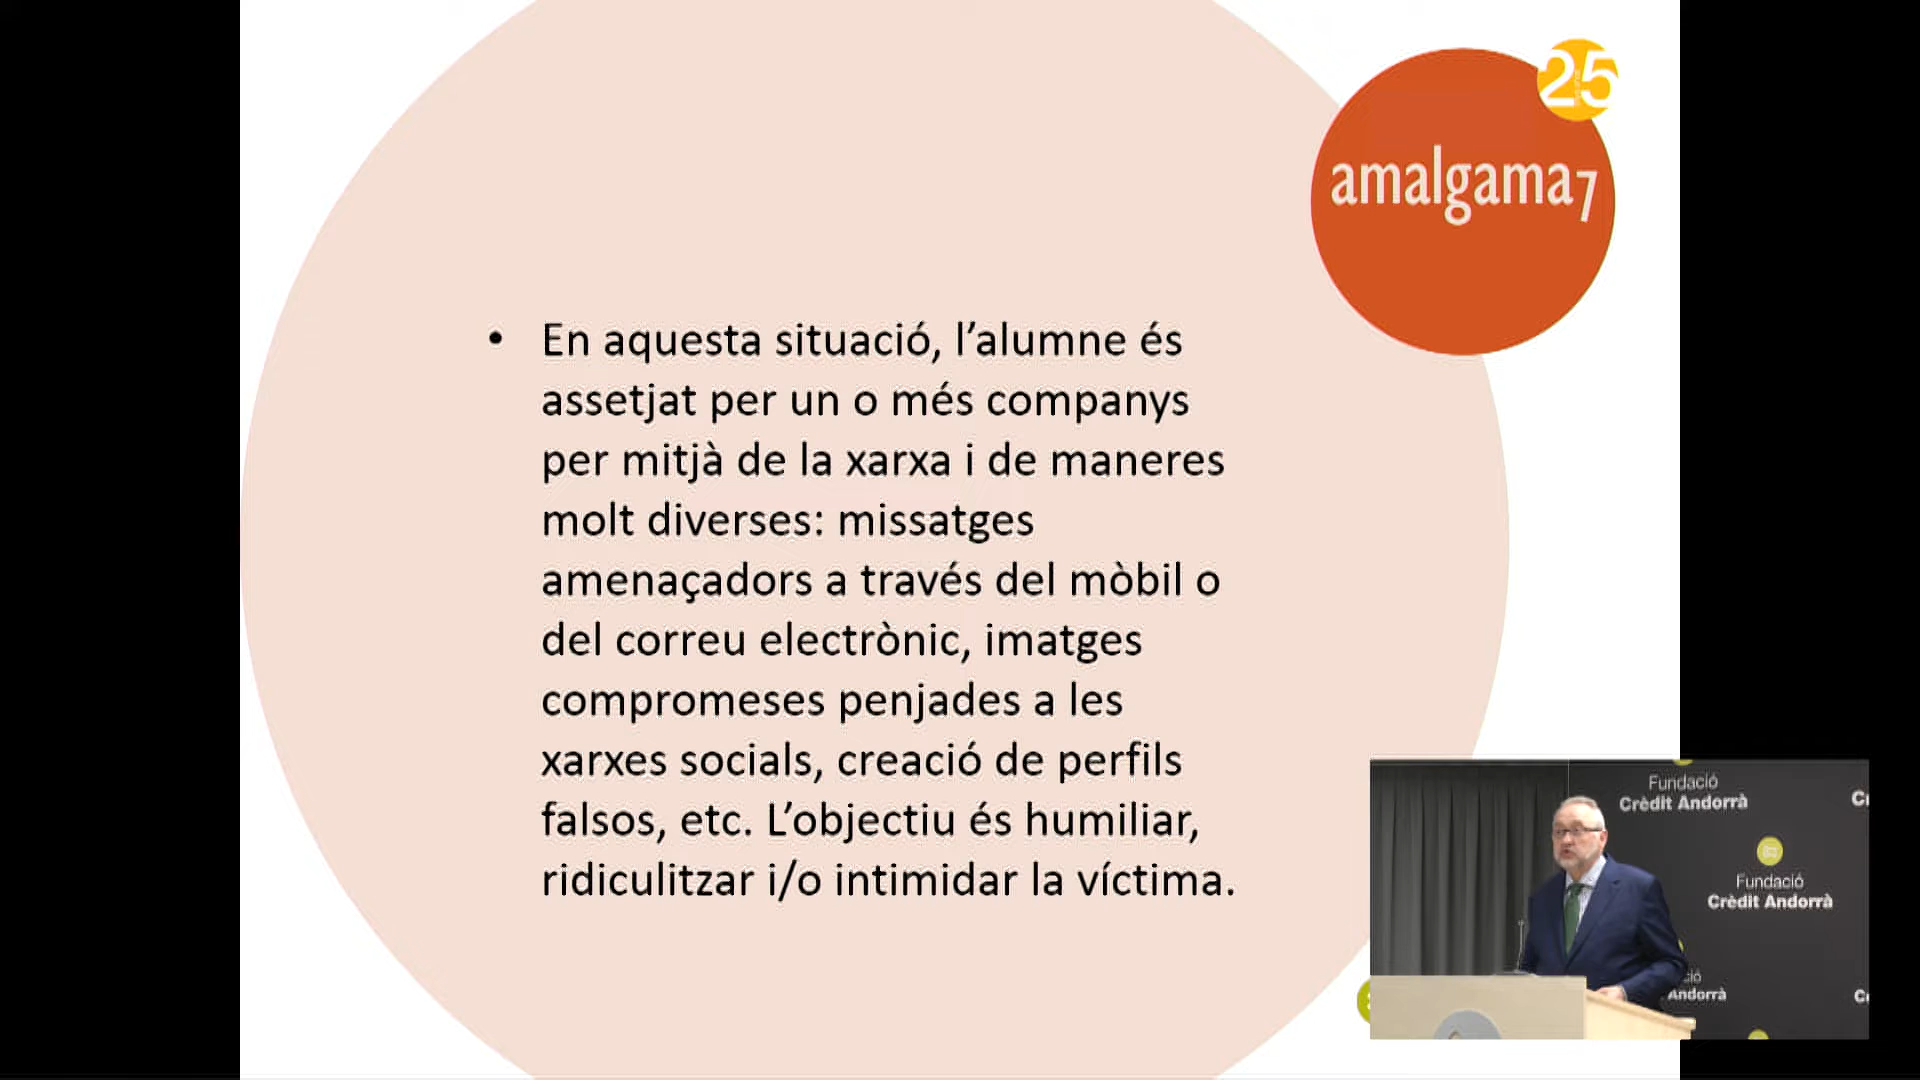 25
amalgama7
• En aquesta situació, l’alumne és
assetjat per un o més companys
per mitjà de la xarxa i de maneres
molt diverses: missatges
amenaçadors a través del mòbil o
del correu electrònic, imatges
compromeses penjades a les
xarxes socials, creació de perfils
falsos, etc. L’objectiu és humiliar,
ridiculitzar i/o intimidar la víctima.
Fundació
Crèdit Andorrà
Fundació
Crèdit Andorrà
Andorrà